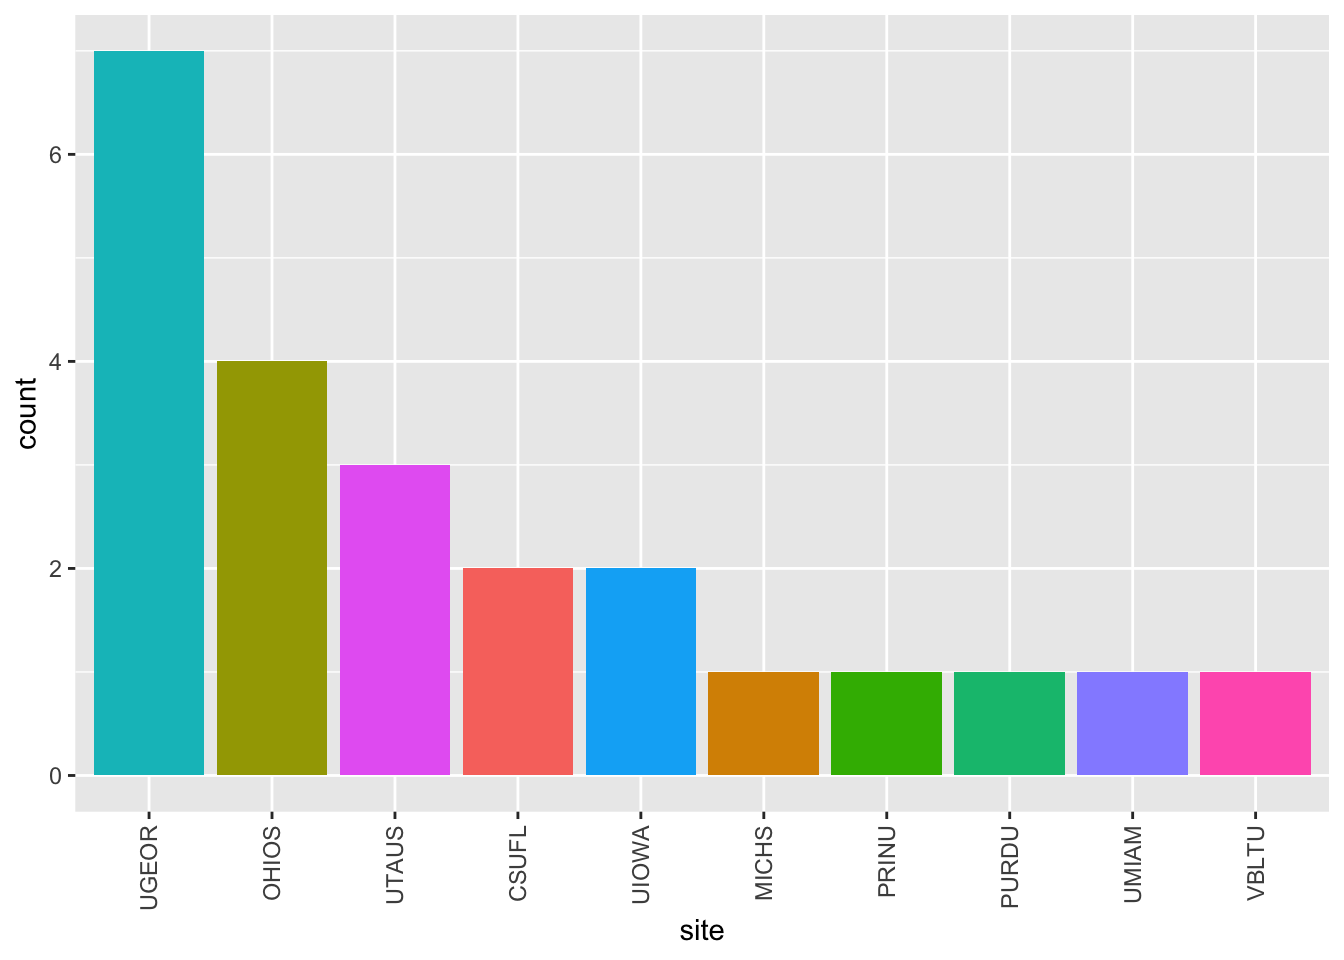 6
4
2
0
count
UGEOR
OHIOS
UTAUS
CSUFL
UIOWA
MICHS
PRINU
PURDU
UMIAM
VBLTU
site